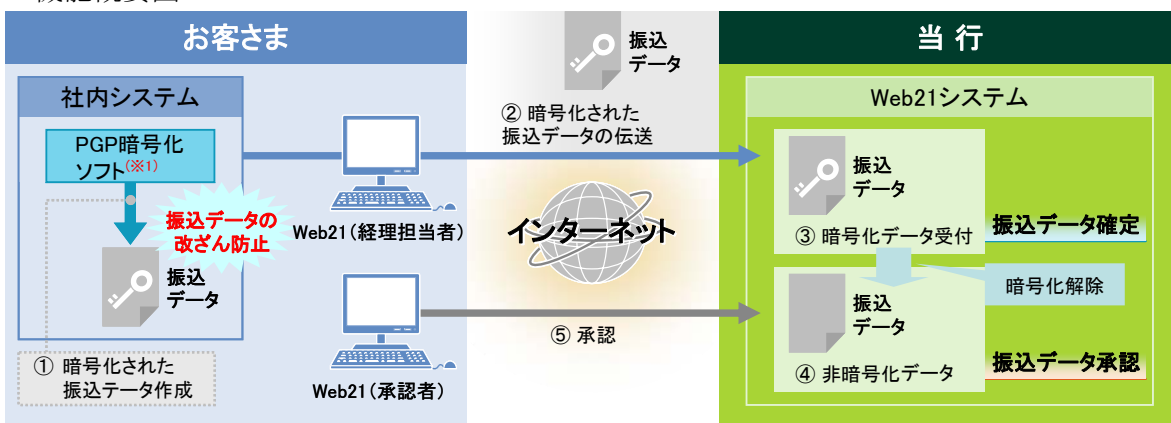 お客さま
社内システム
PGP暗号化
ソフト(※1)
振込データの
改ざん防止
振込
データ
① 暗号化された
振込テータ作成
Web21(経理担当者)
Web21(承認者)
振込
データ
② 暗号化された
振込データの伝送
インターネット
⑤ 承認
当 行
Web21システム
振込
データ
③ 暗号化データ受付
振込データ確定
暗号化解除
振込
データ
④ 非暗号化データ
振込データ承認